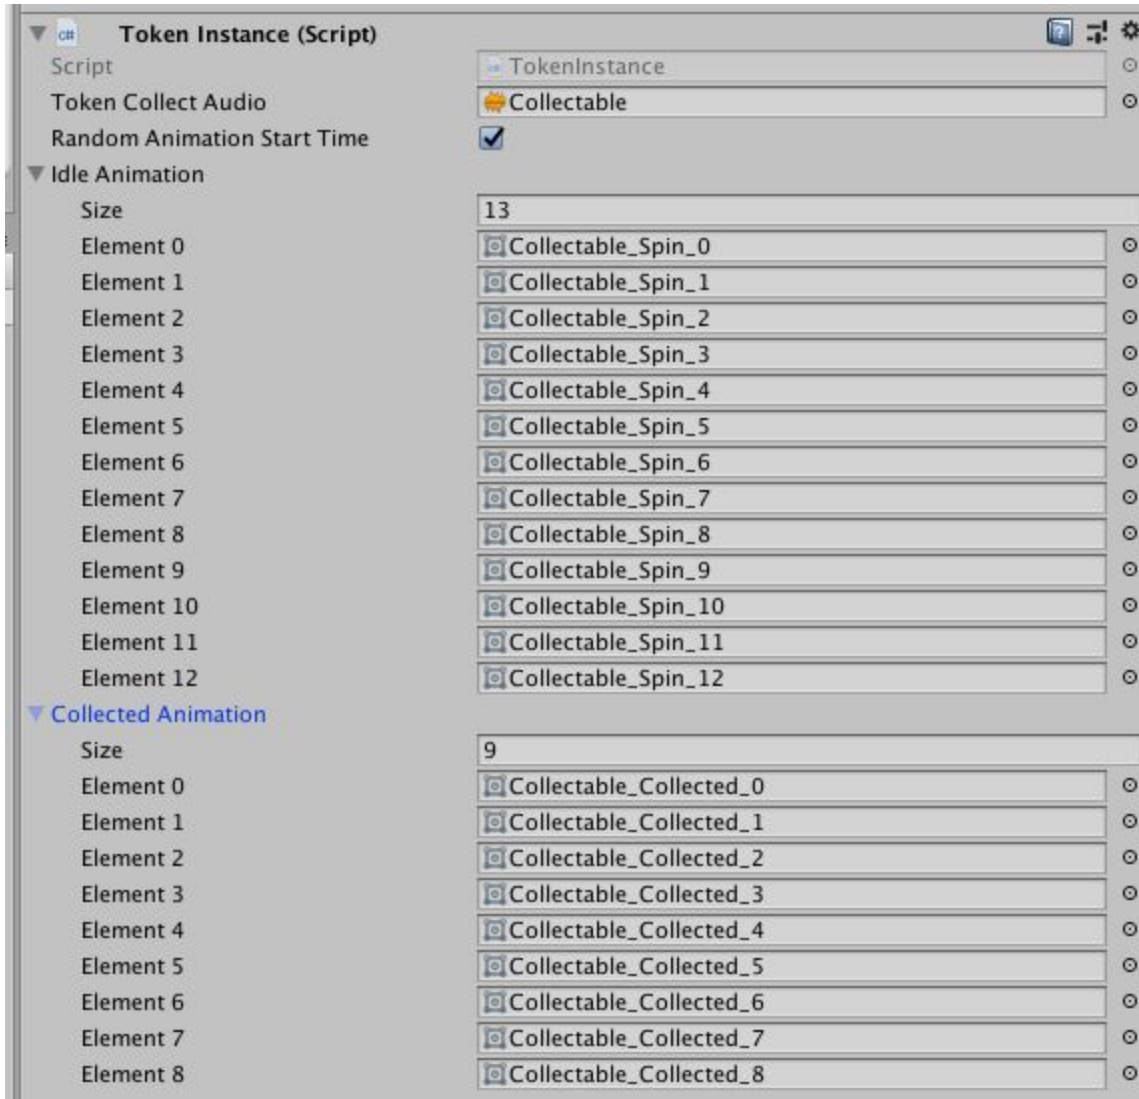 Token Instance (Script)
Script TokenInstance
Token Collect Audio Collectable
Random Animation Start Time
Idle Animation
Size 13
Element 0 Collectable_Spin_0
Element 1 Collectable_Spin_1
Element 2 Collectable_Spin_2
Element 3 Collectable_Spin_3
Element 4 Collectable_Spin_4
Element 5 Collectable_Spin_5
Element 6 Collectable_Spin_6
Element 7 Collectable_Spin_7
Element 8 Collectable_Spin_8
Element 9 Collectable_Spin_9
Element 10 Collectable_Spin_10
Element 11 Collectable_Spin_11
Element 12 Collectable_Spin_12
Collected Animation
Size 9
Element 0 Collectable_Collected_0
Element 1 Collectable_Collected_1
Element 2 Collectable_Collected_2
Element 3 Collectable_Collected_3
Element 4 Collectable_Collected_4
Element 5 Collectable_Collected_5
Element 6 Collectable_Collected_6
Element 7 Collectable_Collected_7
Element 8 Collectable_Collected_8